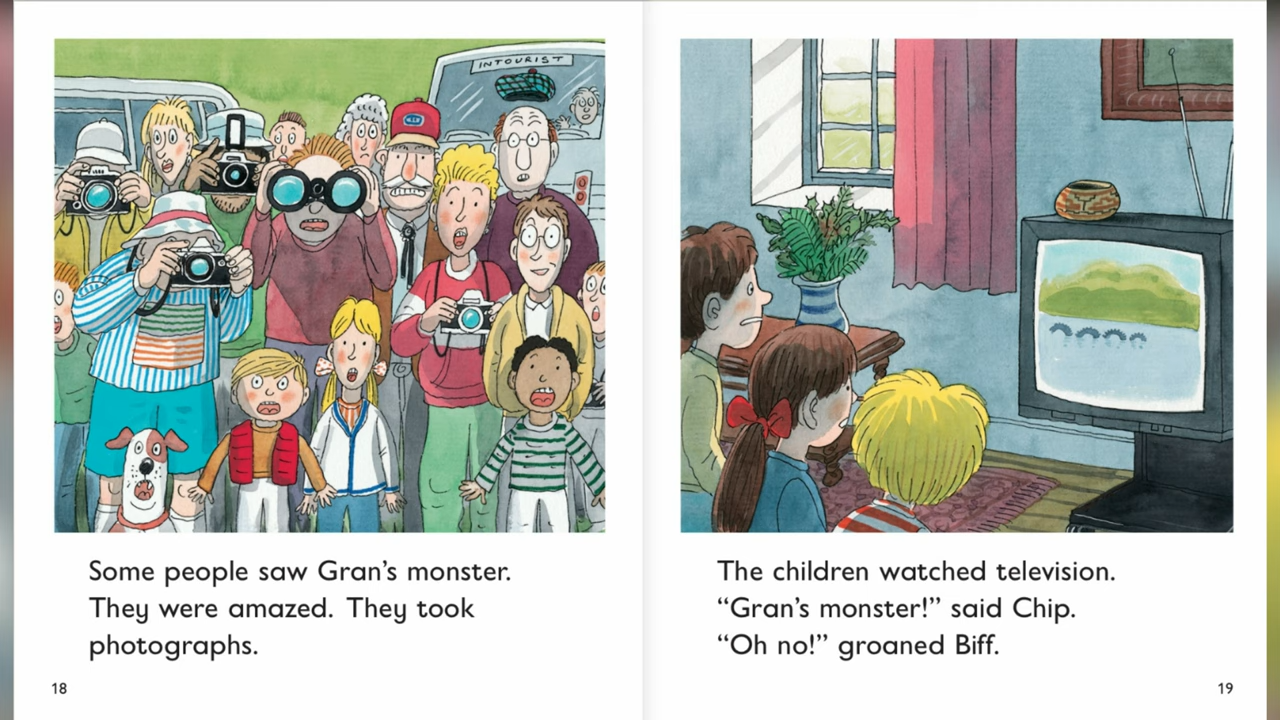 INTOURIST
Some people saw Gran's monster.
They were amazed. They took
photographs.
18
The children watched television.
"Gran's monster!" said Chip.
"Oh no!" groaned Biff.
19